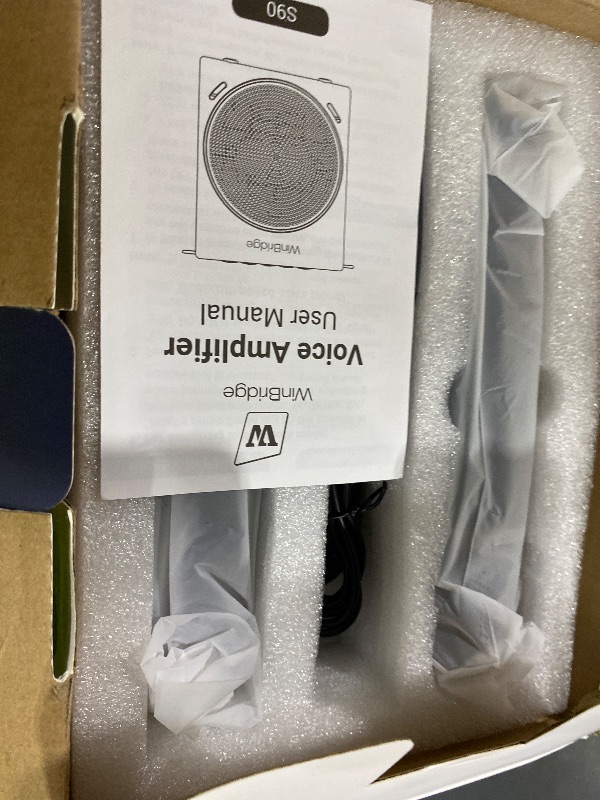 W
WinBridge
Voice Amplifier
User Manual
WinBridge
S90